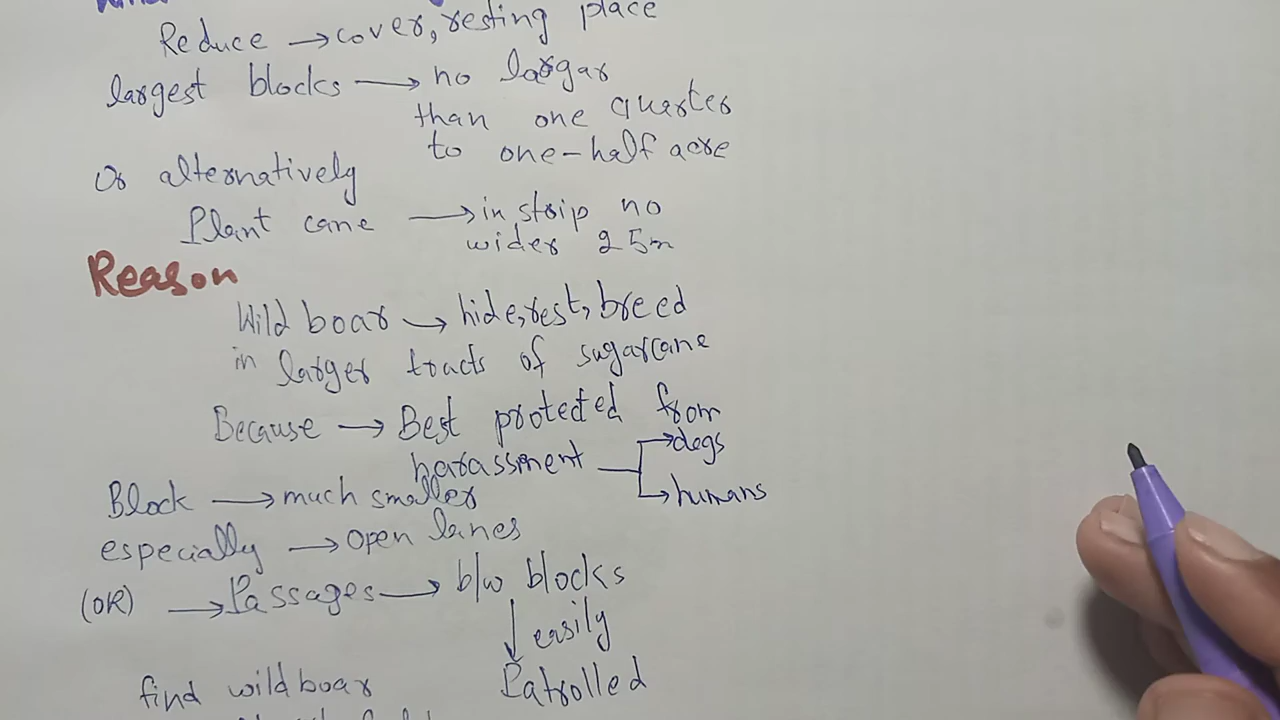 Reduce → cover, resting place
largest blocks → no largar
than one quarter
to one-half acre
Or alternatively
Plant cane → in strip no
wider 25m
Reason
Wild boar → hide, rest, breed
in larger tracts of sugarcane
Because → Best protected from
harassment → dogs
→ humans
Block → much smaller
especially → open lanes
(OR) → Passages → b/w blocks
↓ easily
Patrolled
find wild boar